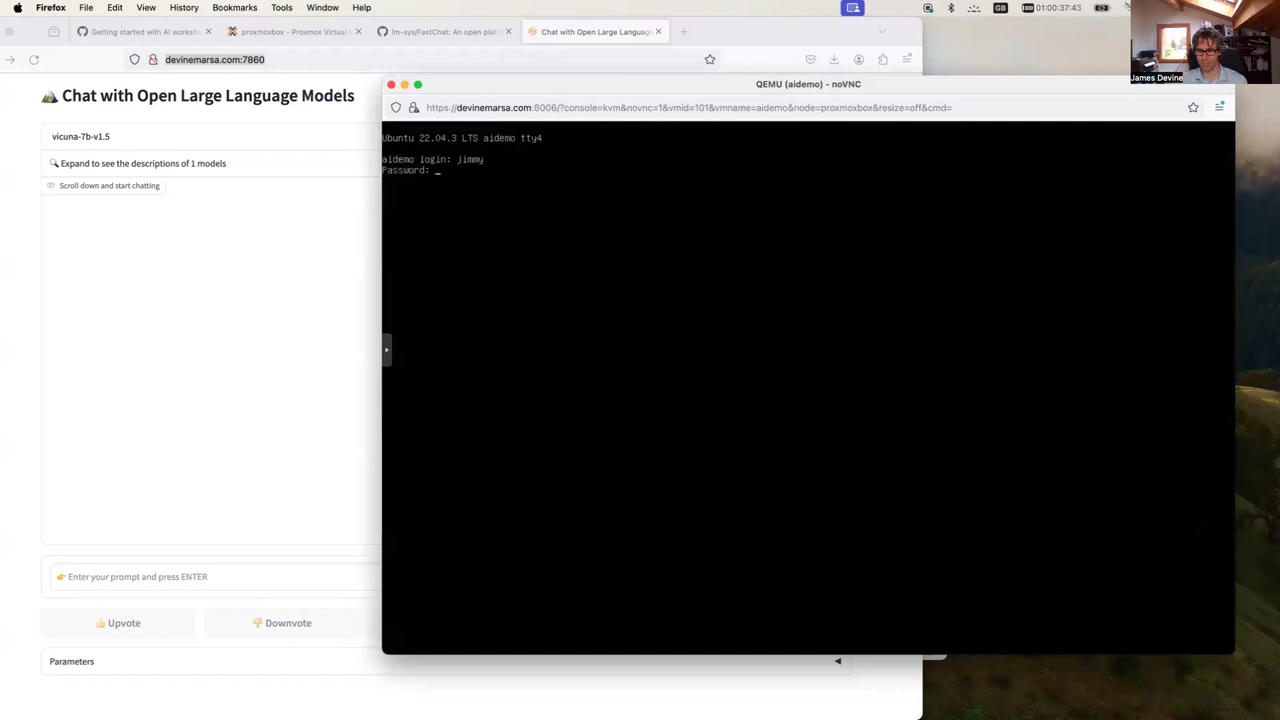 Firefox File Edit View History Bookmarks Tools Window Help
GB 01:00:37:43
Getting started with AI worksh
proxmoxbox - Proxmox Virtual
lm-sys/FastChat: An open platf
Chat with Open Large Language
devinemarsa.com:7860
James Devine
Chat with Open Large Language Models
vicuna-7b-v1.5
Expand to see the descriptions of 1 models
Scroll down and start chatting
QEMU (aidemo) - noVNC
https://devinemarsa.com:8006/?console=kvm&novnc=1&vmid=101&vmname=aidemo&node=proxmoxbox&resize=off&cmd=
Ubuntu 22.04.3 LTS aidemo tty4
aidemo login: jimmy
Password: _
Enter your prompt and press ENTER
Upvote
Downvote
Parameters